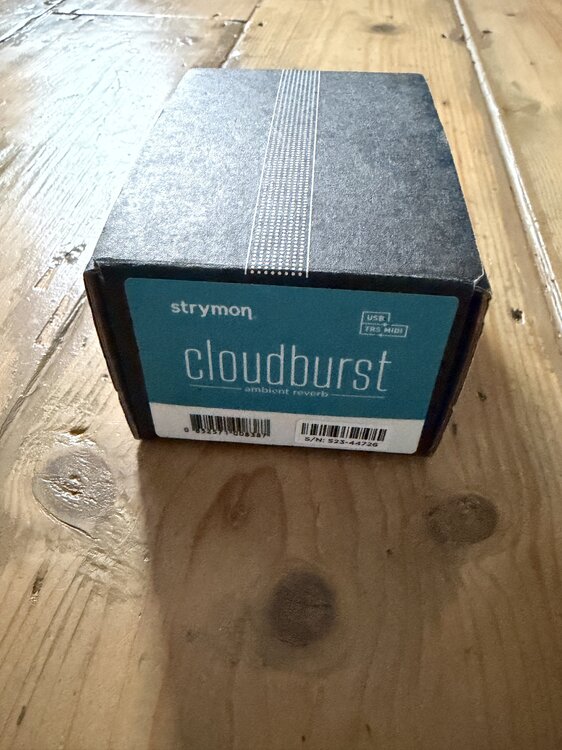 strymon
USB
TRS MIDI
cloudburst
ambient reverb
S/N: S23-44726